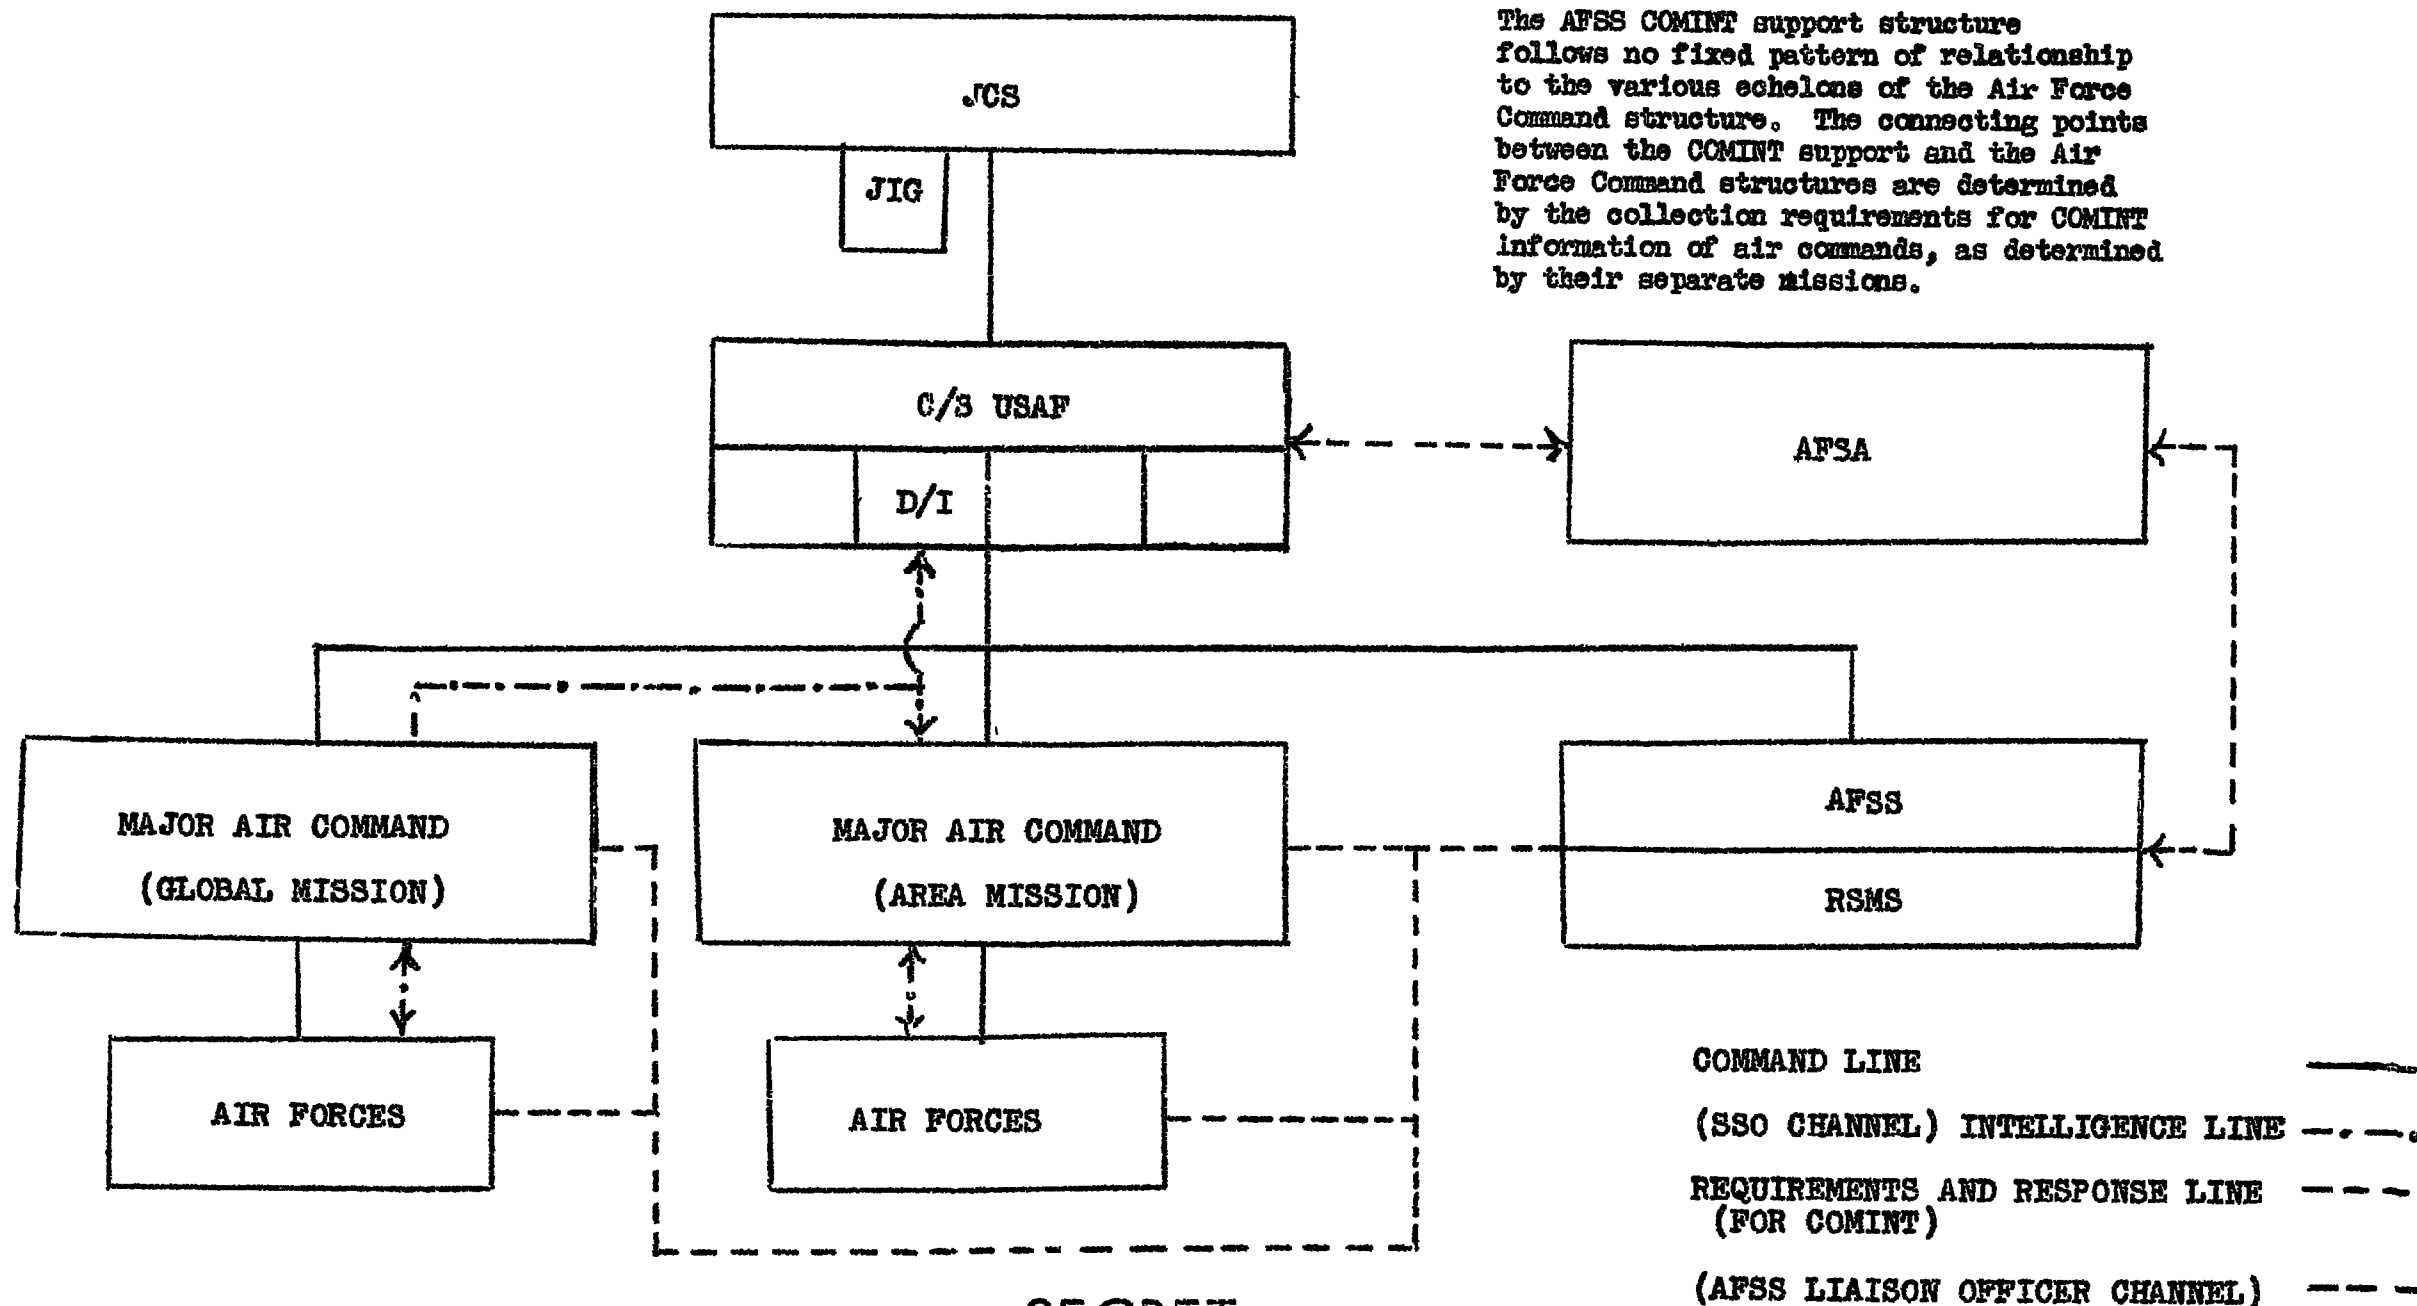 The AFSS COMINT support structure
follows no fixed pattern of relationship
to the various echelons of the Air Force
Command structure. The connecting points
between the COMINT support and the Air
Force Command structures are determined
by the collection requirements for COMINT
information of air commands, as determined
by their separate missions.
JCS
JIG
C/S USAF
D/I
AFSA
MAJOR AIR COMMAND
(GLOBAL MISSION)
MAJOR AIR COMMAND
(AREA MISSION)
AFSS
RSMS
AIR FORCES
AIR FORCES
COMMAND LINE
(SSO CHANNEL) INTELLIGENCE LINE
REQUIREMENTS AND RESPONSE LINE
(FOR COMINT)
(AFSS LIAISON OFFICER CHANNEL)